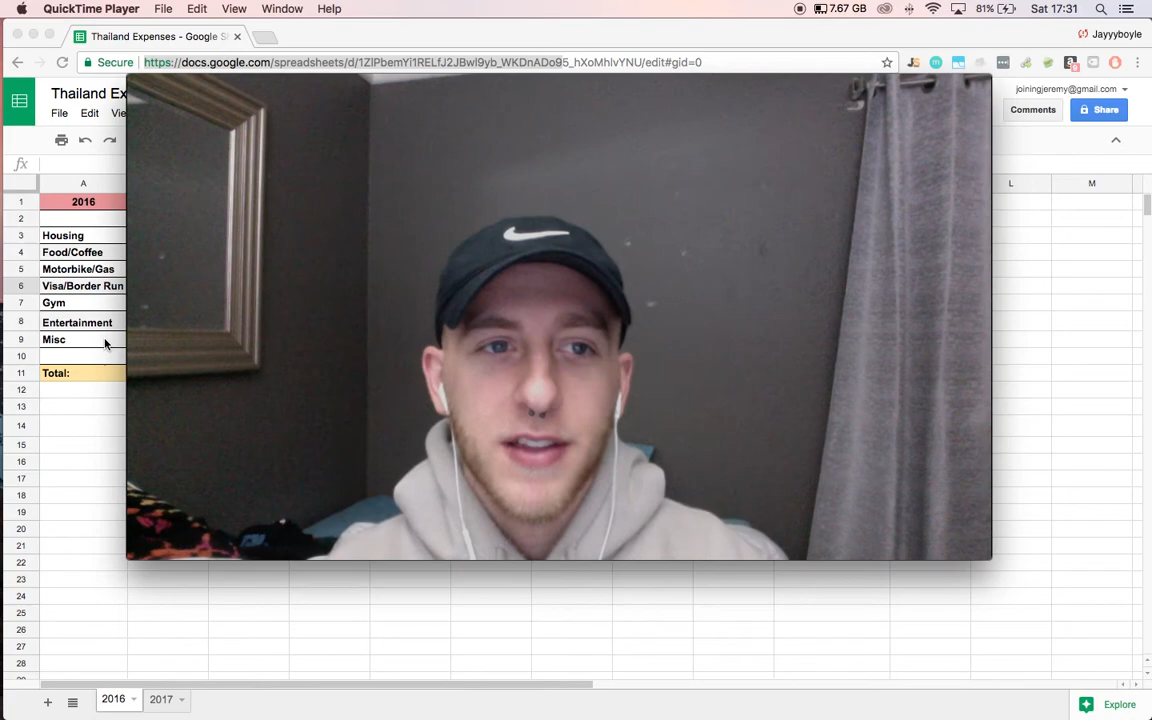 QuickTime Player File Edit View Window Help 7.67 GB 81% Sat 17:31
Thailand Expenses - Google S
Jayyyboyle
Secure https://docs.google.com/spreadsheets/d/1ZIPbemYi1RELfJ2JBwl9yb_WKDnADo95_hXoMhlvYNU/edit#gid=0
Thailand Ex
joiningjeremy@gmail.com
File Edit Vie
Comments
Share
fx
A L M
1 2016
2
3 Housing
4 Food/Coffee
5 Motorbike/Gas
6 Visa/Border Run
7 Gym
8 Entertainment
9 Misc
10
11 Total:
12
13
14
15
16
17
18
19
20
21
22
23
24
25
26
27
28
2016 2017
Explore